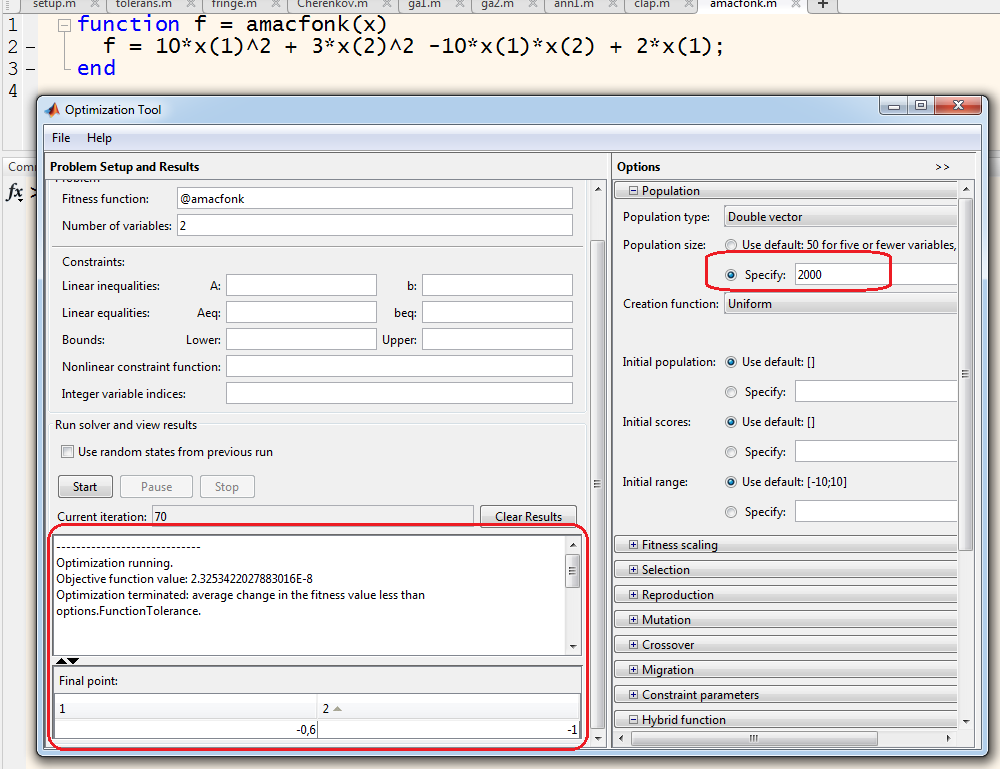 setup.m tolerans.m fringe.m Cherenkov.m ga1.m ga2.m ann1.m clap.m amacfonk.m
1 function f = amacfonk(x)
2 f = 10*x(1)^2 + 3*x(2)^2 -10*x(1)*x(2) + 2*x(1);
3 end
4
fx >
Optimization Tool
File Help
Problem Setup and Results
Problem
Fitness function: @amacfonk
Number of variables: 2
Constraints:
Linear inequalities: A: b:
Linear equalities: Aeq: beq:
Bounds: Lower: Upper:
Nonlinear constraint function:
Integer variable indices:
Run solver and view results
Use random states from previous run
Start Pause Stop
Current iteration: 70 Clear Results
------------------------------
Optimization running.
Objective function value: 2.3253422027883016E-8
Optimization terminated: average change in the fitness value less than
options.FunctionTolerance.
Final point:
1 2
-0,6 -1
Options >>
Population
Population type: Double vector
Population size: Use default: 50 for five or fewer variables,
Specify: 2000
Creation function: Uniform
Initial population: Use default: []
Specify:
Initial scores: Use default: []
Specify:
Initial range: Use default: [-10;10]
Specify:
Fitness scaling
Selection
Reproduction
Mutation
Crossover
Migration
Constraint parameters
Hybrid function